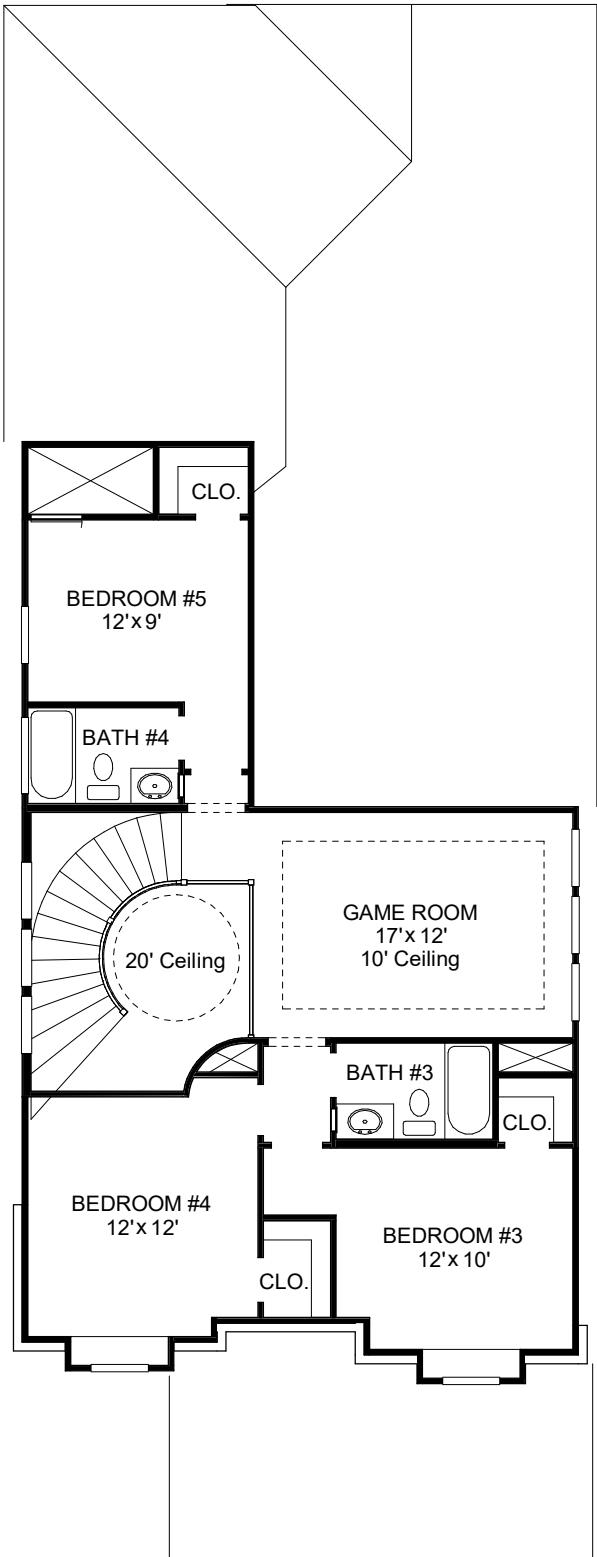 CLO.
BEDROOM #5
12'x 9'
BATH #4
GAME ROOM
17'x 12'
10' Ceiling
20' Ceiling
BATH #3
CLO.
BEDROOM #4
12'x 12'
BEDROOM #3
12'x 10'
CLO.